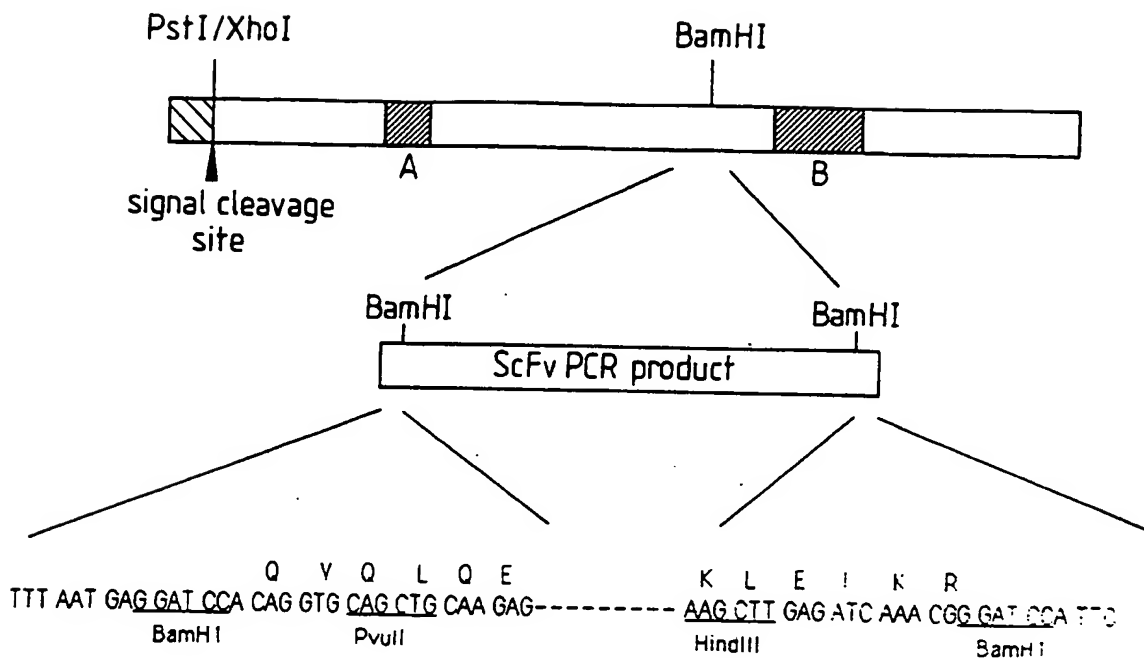 PstI/XhoI
BamHI
A
B
signal cleavage
site
BamHI
BamHI
ScFv PCR product
Q V Q L Q E
K L E I K R
TTT AAT GAG GAT CCA CAG GTG CAG CTG CAA GAG---------- AAG CTT GAG ATC AAA CGG GAT CCA TTC
BamHI
PvuII
HindIII
BamHI